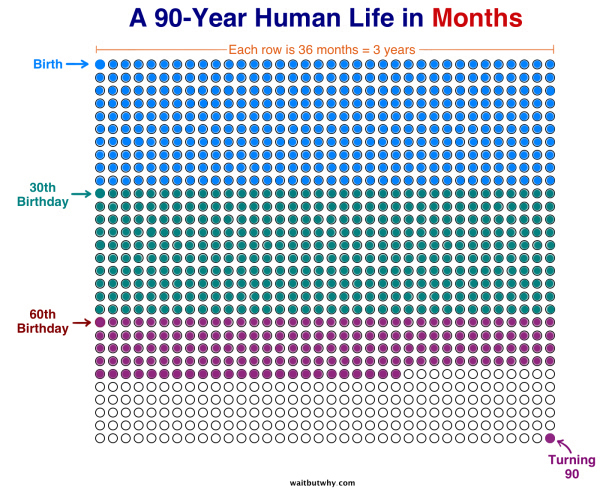 A 90-Year Human Life in Months
Each row is 36 months = 3 years
Birth
30th
Birthday
60th
Birthday
Turning
90
waitbutwhy.com